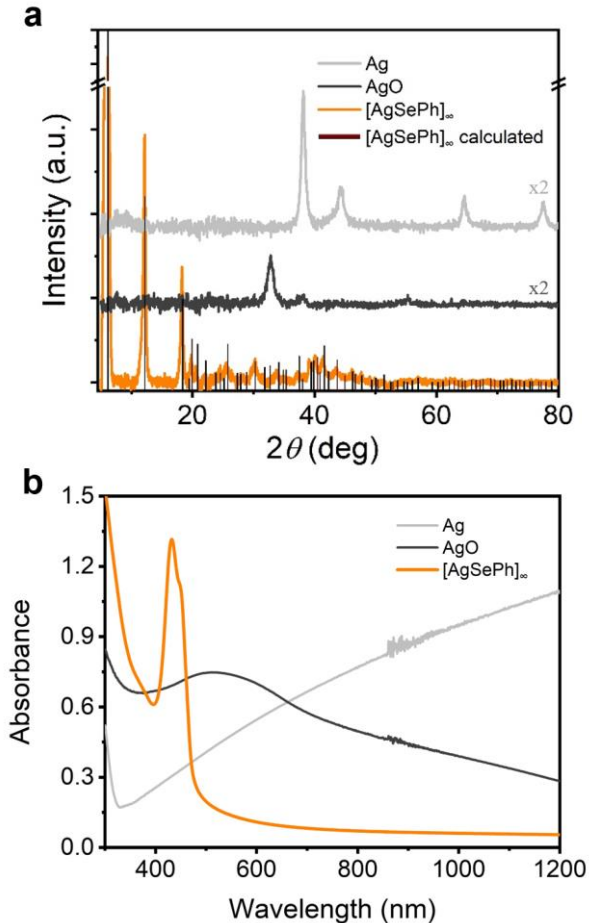 a
Intensity (a.u.)
Ag
AgO
[AgSePh]∞
[AgSePh]∞ calculated
x2
x2
20
40
60
80
2θ (deg)
b
Absorbance
1.5
1.2
0.9
0.6
0.3
0.0
Ag
AgO
[AgSePh]∞
400
600
800
1000
1200
Wavelength (nm)